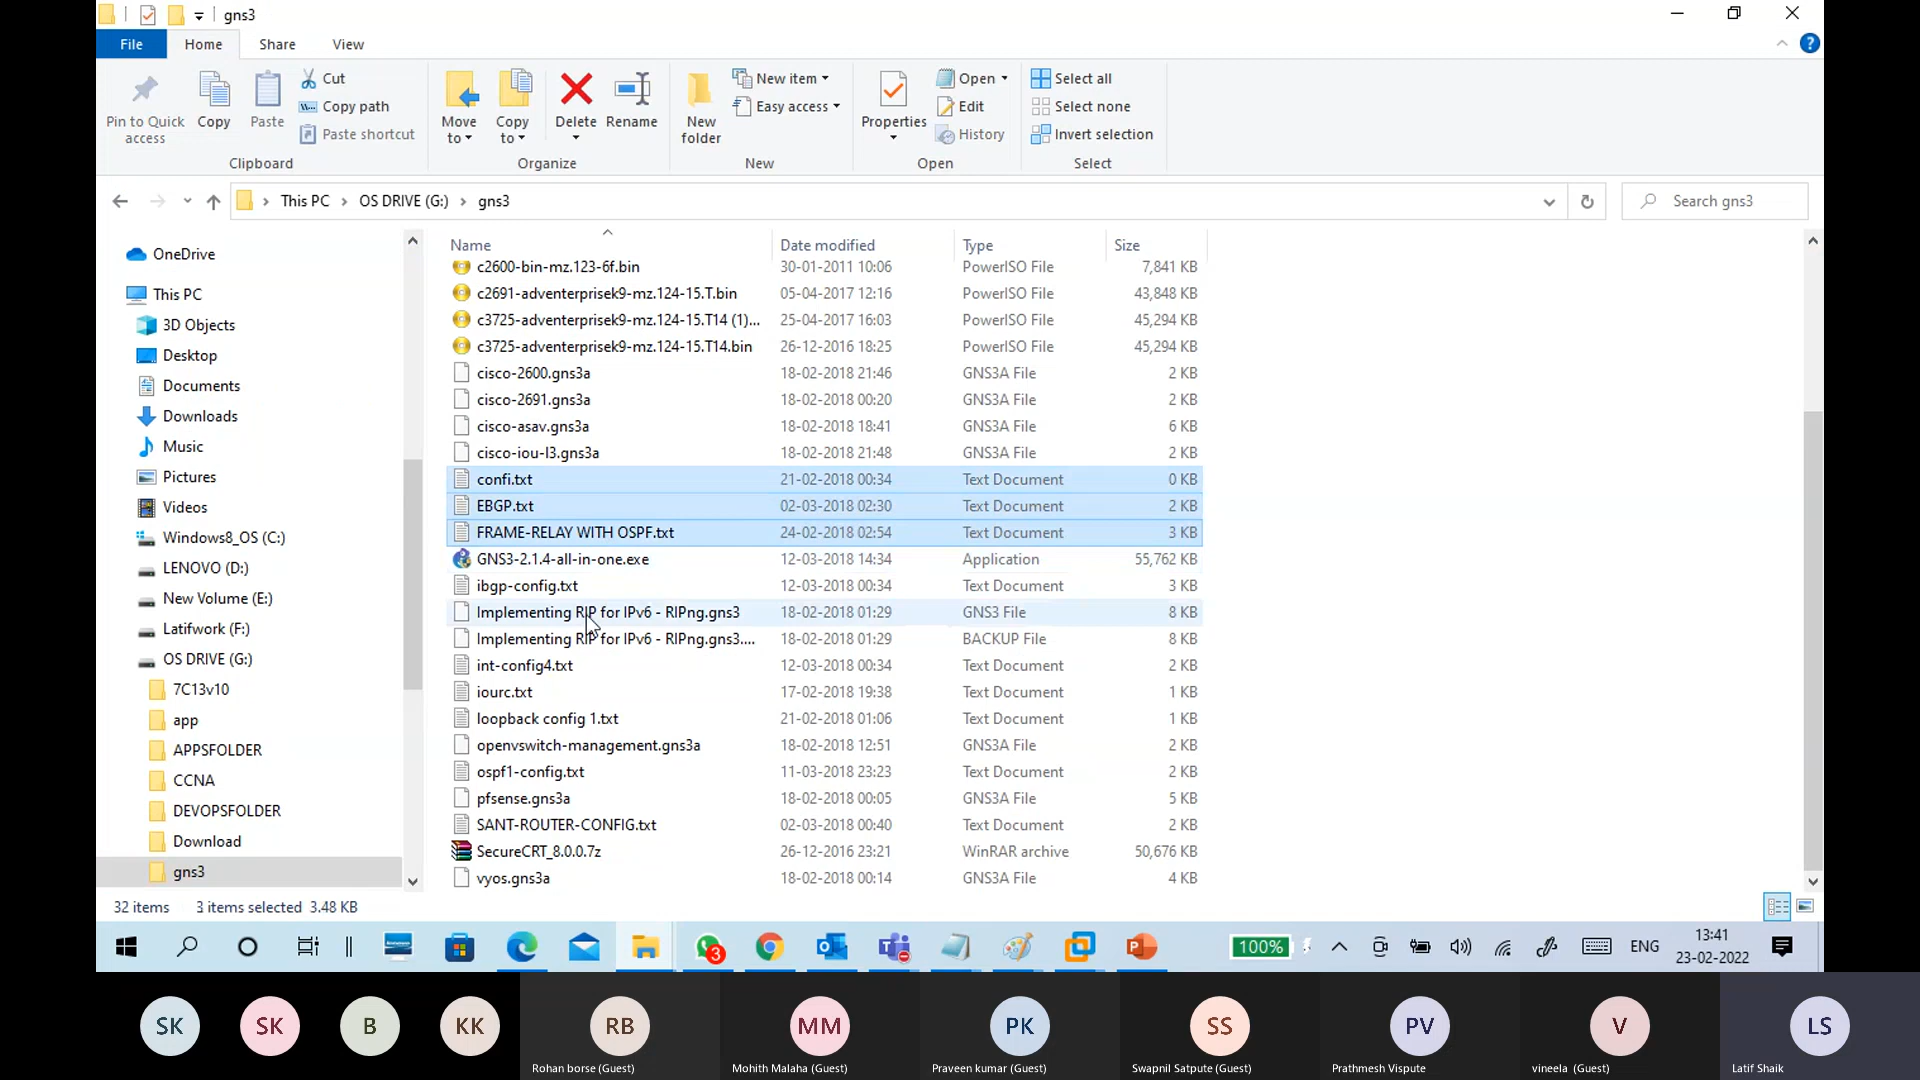 gns3
File Home Share View
Pin to Quick access
Copy
Paste
Cut
Copy path
Paste shortcut
Clipboard
Move to
Copy to
Delete
Rename
Organize
New folder
New item
Easy access
New
Properties
Open
Edit
History
Open
Select all
Select none
Invert selection
Select
This PC > OS DRIVE (G:) > gns3
Search gns3
OneDrive
This PC
3D Objects
Desktop
Documents
Downloads
Music
Pictures
Videos
Windows8_OS (C:)
LENOVO (D:)
New Volume (E:)
Latifwork (F:)
OS DRIVE (G:)
7C13v10
app
APPSFOLDER
CCNA
DEVOPSFOLDER
Download
gns3
Name Date modified Type Size
c2600-bin-mz.123-6f.bin 30-01-2011 10:06 PowerISO File 7,841 KB
c2691-adventerprisek9-mz.124-15.T.bin 05-04-2017 12:16 PowerISO File 43,848 KB
c3725-adventerprisek9-mz.124-15.T14 (1)... 25-04-2017 16:03 PowerISO File 45,294 KB
c3725-adventerprisek9-mz.124-15.T14.bin 26-12-2016 18:25 PowerISO File 45,294 KB
cisco-2600.gns3a 18-02-2018 21:46 GNS3A File 2 KB
cisco-2691.gns3a 18-02-2018 00:20 GNS3A File 2 KB
cisco-asav.gns3a 18-02-2018 18:41 GNS3A File 6 KB
cisco-iou-l3.gns3a 18-02-2018 21:48 GNS3A File 2 KB
confi.txt 21-02-2018 00:34 Text Document 0 KB
EBGP.txt 02-03-2018 02:30 Text Document 2 KB
FRAME-RELAY WITH OSPF.txt 24-02-2018 02:54 Text Document 3 KB
GNS3-2.1.4-all-in-one.exe 12-03-2018 14:34 Application 55,762 KB
ibgp-config.txt 12-03-2018 00:34 Text Document 3 KB
Implementing RIP for IPv6 - RIPng.gns3 18-02-2018 01:29 GNS3 File 8 KB
Implementing RIP for IPv6 - RIPng.gns3.... 18-02-2018 01:29 BACKUP File 8 KB
int-config4.txt 12-03-2018 00:34 Text Document 2 KB
iourc.txt 17-02-2018 19:38 Text Document 1 KB
loopback config 1.txt 21-02-2018 01:06 Text Document 1 KB
openvswitch-management.gns3a 18-02-2018 12:51 GNS3A File 2 KB
ospf1-config.txt 11-03-2018 23:23 Text Document 2 KB
pfsense.gns3a 18-02-2018 00:05 GNS3A File 5 KB
SANT-ROUTER-CONFIG.txt 02-03-2018 00:40 Text Document 2 KB
SecureCRT_8.0.0.7z 26-12-2016 23:21 WinRAR archive 50,676 KB
vyos.gns3a 18-02-2018 00:14 GNS3A File 4 KB
32 items 3 items selected 3.48 KB
3
100%
ENG
13:41
23-02-2022
SK SK B KK RB MM PK SS PV V LS
Rohan borse (Guest) Mohith Malaha (Guest) Praveen kumar (Guest) Swapnil Satpute (Guest) Prathmesh Vispute vineela (Guest) Latif Shaik